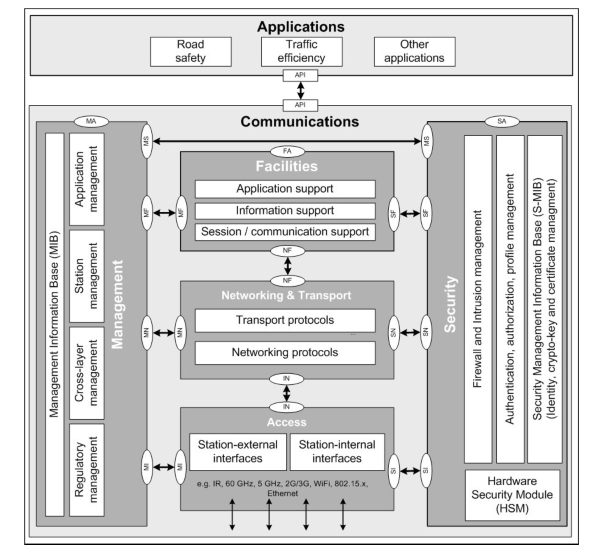 Applications
Road
safety
Traffic
efficiency
Other
applications
API
API
Communications
MA
Management Information Base (MIB)
Application
management
Station
management
Cross-layer
management
Regulatory
management
Management
MS
MS
FA
Facilities
Application support
Information support
Session / communication support
MF
MF
SF
SF
NF
NF
Networking & Transport
Transport protocols
Networking protocols
MN
MN
SN
SN
IN
IN
Access
Station-external
interfaces
Station-internal
interfaces
e.g. IR, 60 GHz, 5 GHz, 2G/3G, WiFi, 802.15.x,
Ethernet
MI
MI
SI
SI
SA
Security
Firewall and Intrusion management
Authentication, authorization, profile management
Security Management Information Base (S-MIB)
(Identity, crypto-key and certificate managment)
Hardware
Security Module
(HSM)